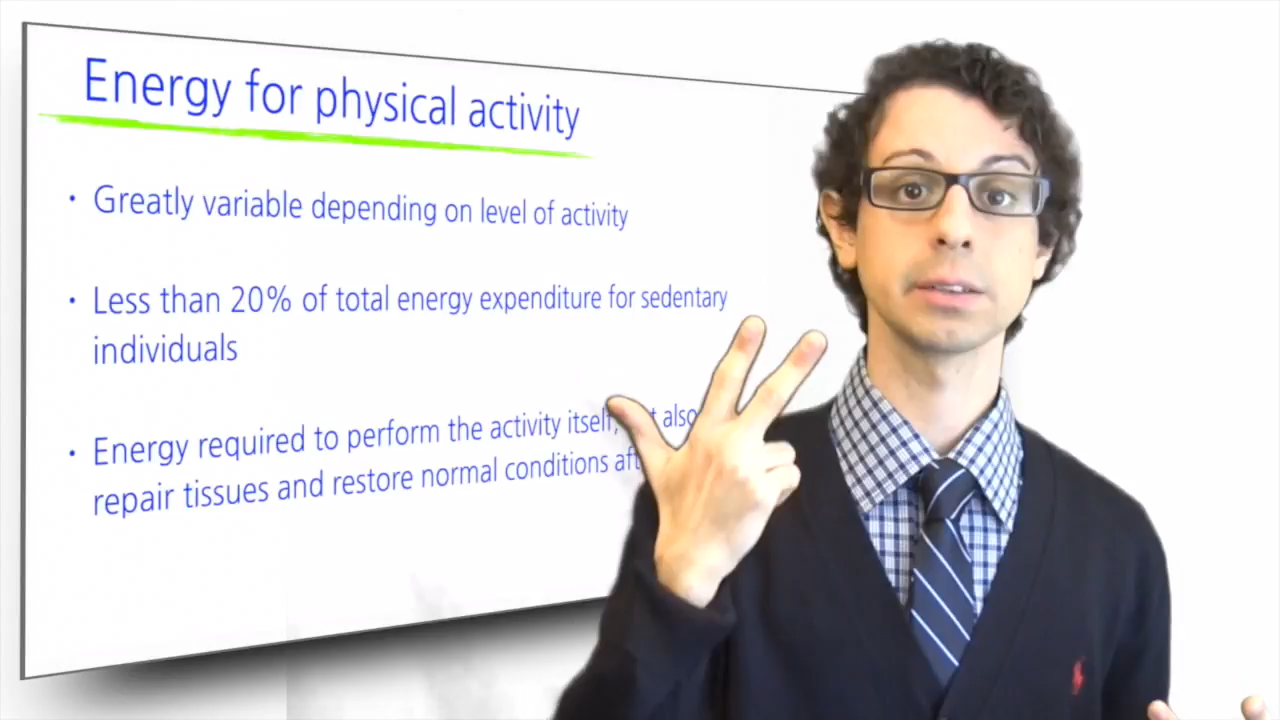 Energy for physical activity
• Greatly variable depending on level of activity
• Less than 20% of total energy expenditure for sedentary
individuals
• Energy required to perform the activity itself, also
repair tissues and restore normal conditions